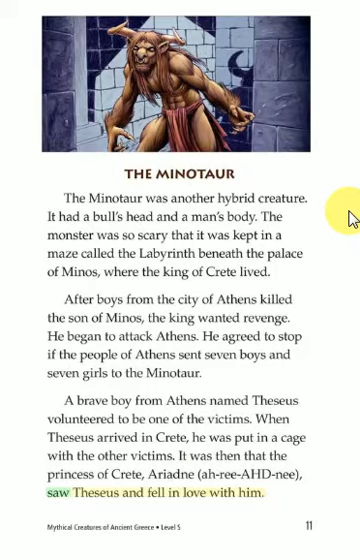 THE MINOTAUR
The Minotaur was another hybrid creature.
It had a bull's head and a man's body. The
monster was so scary that it was kept in a
maze called the Labyrinth beneath the palace
of Minos, where the king of Crete lived.
After boys from the city of Athens killed
the son of Minos, the king wanted revenge.
He began to attack Athens. He agreed to stop
if the people of Athens sent seven boys and
seven girls to the Minotaur.
A brave boy from Athens named Theseus
volunteered to be one of the victims. When
Theseus arrived in Crete, he was put in a cage
with the other victims. It was then that the
princess of Crete, Ariadne (ah-ree-AHD-nee),
saw Theseus and fell in love with him.
Mythical Creatures of Ancient Greece • Level S 11